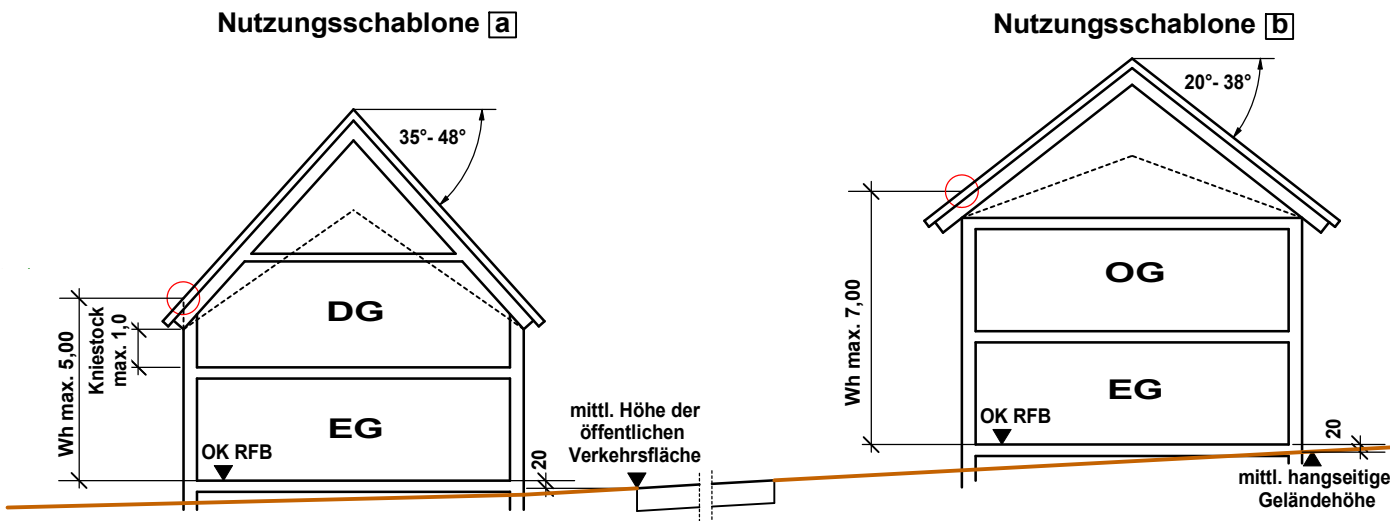 Nutzungsschablone a
35°- 48°
DG
EG
OK RFB
Wh max. 5,00
Kniestock
max. 1,0
20
mittl. Höhe der
öffentlichen
Verkehrsfläche
Nutzungsschablone b
20°- 38°
OG
EG
OK RFB
Wh max. 7,00
20
mittl. hangseitige
Geländehöhe